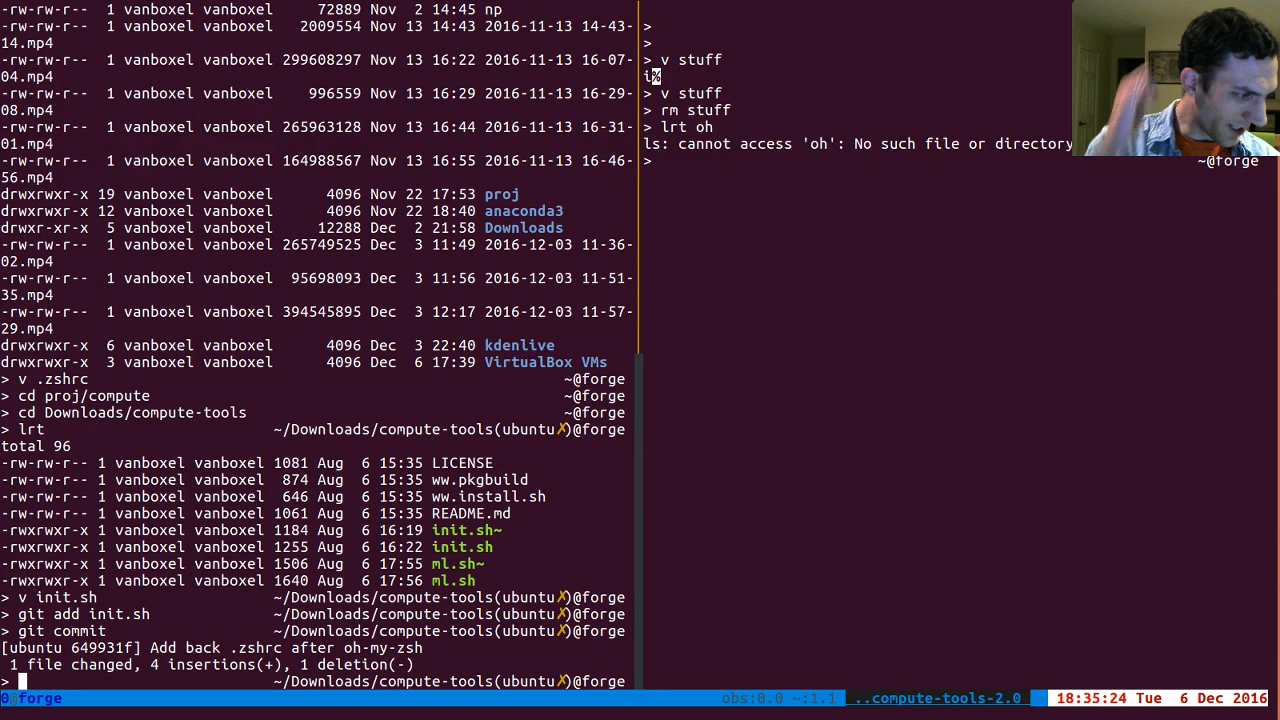 -rw-rw-r-- 1 vanboxel vanboxel 72889 Nov 2 14:45 np
-rw-rw-r-- 1 vanboxel vanboxel 2009554 Nov 13 14:43 2016-11-13 14-43-
14.mp4
-rw-rw-r-- 1 vanboxel vanboxel 299608297 Nov 13 16:22 2016-11-13 16-07-
04.mp4
-rw-rw-r-- 1 vanboxel vanboxel 996559 Nov 13 16:29 2016-11-13 16-29-
08.mp4
-rw-rw-r-- 1 vanboxel vanboxel 265963128 Nov 13 16:44 2016-11-13 16-31-
01.mp4
-rw-rw-r-- 1 vanboxel vanboxel 164988567 Nov 13 16:55 2016-11-13 16-46-
56.mp4
drwxrwxr-x 19 vanboxel vanboxel 4096 Nov 22 17:53 proj
drwxrwxr-x 12 vanboxel vanboxel 4096 Nov 22 18:40 anaconda3
drwxr-xr-x 5 vanboxel vanboxel 12288 Dec 2 21:58 Downloads
-rw-rw-r-- 1 vanboxel vanboxel 265749525 Dec 3 11:49 2016-12-03 11-36-
02.mp4
-rw-rw-r-- 1 vanboxel vanboxel 95698093 Dec 3 11:56 2016-12-03 11-51-
35.mp4
-rw-rw-r-- 1 vanboxel vanboxel 394545895 Dec 3 12:17 2016-12-03 11-57-
29.mp4
drwxrwxr-x 6 vanboxel vanboxel 4096 Dec 3 22:40 kdenlive
drwxrwxr-x 3 vanboxel vanboxel 4096 Dec 6 17:39 VirtualBox VMs
> v .zshrc ~@forge
> cd proj/compute ~@forge
> cd Downloads/compute-tools ~@forge
> lrt ~/Downloads/compute-tools(ubuntu✗)@forge
total 96
-rw-rw-r-- 1 vanboxel vanboxel 1081 Aug 6 15:35 LICENSE
-rw-rw-r-- 1 vanboxel vanboxel 874 Aug 6 15:35 ww.pkgbuild
-rw-rw-r-- 1 vanboxel vanboxel 646 Aug 6 15:35 ww.install.sh
-rw-rw-r-- 1 vanboxel vanboxel 1061 Aug 6 15:35 README.md
-rwxrwxr-x 1 vanboxel vanboxel 1184 Aug 6 16:19 init.sh~
-rwxrwxr-x 1 vanboxel vanboxel 1255 Aug 6 16:22 init.sh
-rwxrwxr-x 1 vanboxel vanboxel 1506 Aug 6 17:55 ml.sh~
-rwxrwxr-x 1 vanboxel vanboxel 1640 Aug 6 17:56 ml.sh
> v init.sh ~/Downloads/compute-tools(ubuntu✗)@forge
> git add init.sh ~/Downloads/compute-tools(ubuntu✗)@forge
> git commit ~/Downloads/compute-tools(ubuntu✗)@forge
[ubuntu 649931f] Add back .zshrc after oh-my-zsh
1 file changed, 4 insertions(+), 1 deletion(-)
> ~/Downloads/compute-tools(ubuntu✗)@forge
>
>
> v stuff
i%
> v stuff
> rm stuff
> lrt oh
ls: cannot access 'oh': No such file or directory
> ~@forge
0@forge obs:0.0 ~:1.1 ..compute-tools-2.0 18:35:24 Tue 6 Dec 2016